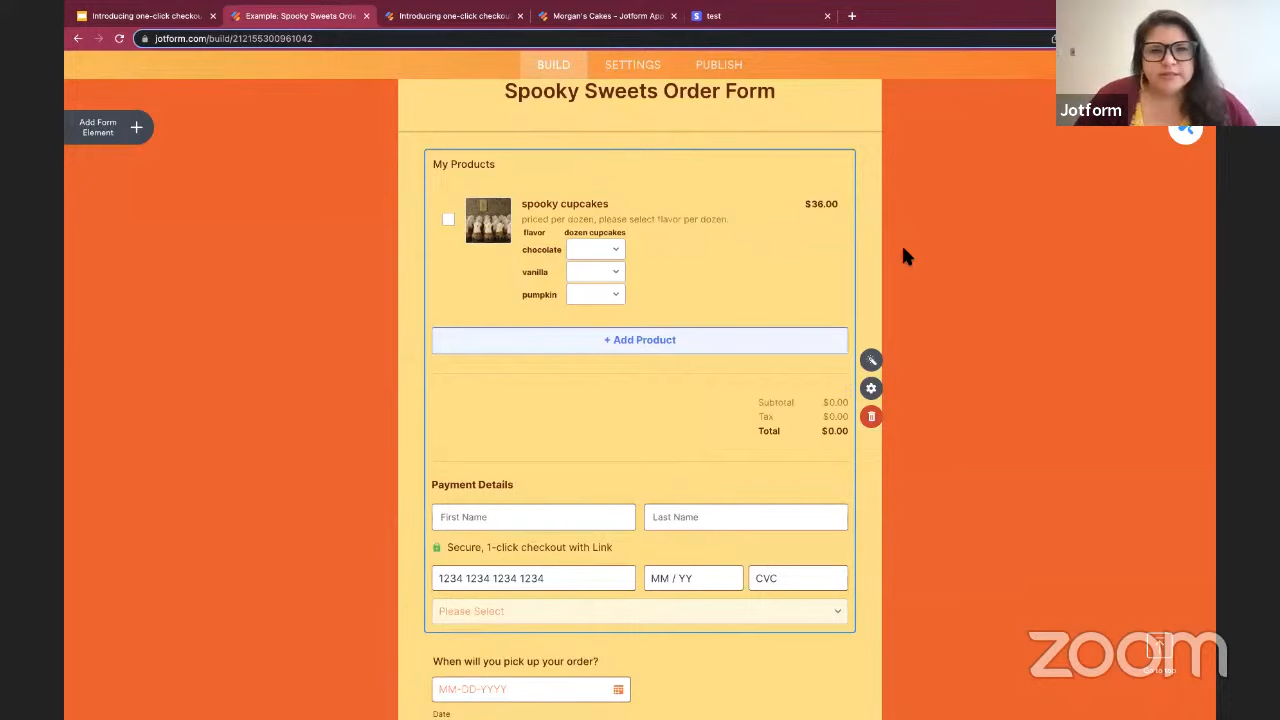 Introducing one-click checkou
Example: Spooky Sweets Orde
Introducing one-click checkou
Morgan's Cakes - Jotform App
test
jotform.com/build/212155300961042
BUILD
SETTINGS
PUBLISH
Jotform
Add Form
Element
Spooky Sweets Order Form
My Products
spooky cupcakes
$36.00
priced per dozen, please select flavor per dozen.
flavor
dozen cupcakes
chocolate
vanilla
pumpkin
+ Add Product
Subtotal $0.00
Tax $0.00
Total $0.00
Payment Details
First Name
Last Name
Secure, 1-click checkout with Link
1234 1234 1234 1234
MM / YY
CVC
Please Select
When will you pick up your order?
MM-DD-YYYY
Date
Go to top
zoom